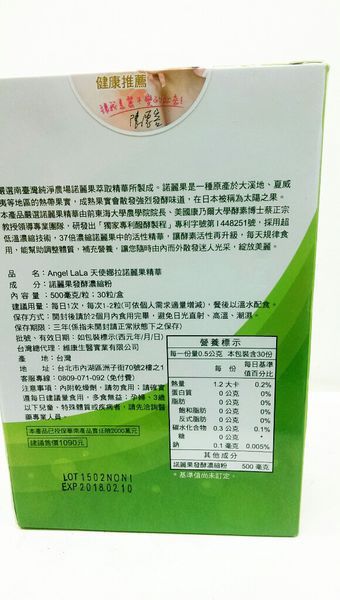 健康推薦
嚴選南臺灣純淨農場諾麗果萃取精華所製成。諾麗果是一種原產於大溪地、夏威
夷等地區的熱帶果實，成熟果實會散發強烈發酵味道，在日本被稱為太陽之果。
本產品嚴選諾麗果精華由前東海大學農學院院長、美國康乃爾大學酵素博士蔡正宗
教授領導專業團隊，研發出「獨家專利醱酵製程」專利字號第I448251號，採用超
低溫濃縮技術，37倍濃縮諾麗果中的活性精華，讓酵素活性再升級，每天規律食
用，能幫助調整體質、補充營養，讓您隨時由內而外散發迷人光采，綻放美麗。
品 名：Angel LaLa 天使娜拉諾麗果精華
成 分：諾麗果發酵濃縮粉
內 容 量：500毫克/粒；30粒/盒
建議用量：每日1次，每次1-2粒(可依個人需求適量增減)，餐後以溫水配食。
保存方式：開封後請於2個月內食用完畢，避免日光直射、高溫、潮濕。
保存期限：三年(係指未開封請正常狀態下之保存)
批號、有效日期：如包裝標示(西元年/月/日)
台灣總代理：維康生醫實業有限公司
產 地：台灣
地 址：台北市內湖區洲子街70號2樓之1
客服專線：0809-071-092 (免付費)
注意事項：內附乾燥劑，請勿食用；請確實
遵循每日建議量食用，多食無益；孕婦、3歲
以下兒童、特殊體質或疾病者，請先洽詢醫
藥專業人員。
本產品已投保華南產品責任險2000萬元
建議售價1090元
LOT 1502NONI
EXP 2018.02.10
營養標示
每一份量0.5公克 本包裝含30份
每份 每日基準值百分比
熱量 1.2 大卡 0.2%
蛋白質 0 公克 0%
脂肪 0 公克 0%
飽和脂肪 0 公克 0%
反式脂肪 0 公克 *
碳水化合物 0.3 公克 0.1%
糖 0 公克 *
鈉 0.1 毫克 0.005%
其他成分
諾麗果發酵濃縮粉 500 毫克
*基準值尚未訂定。